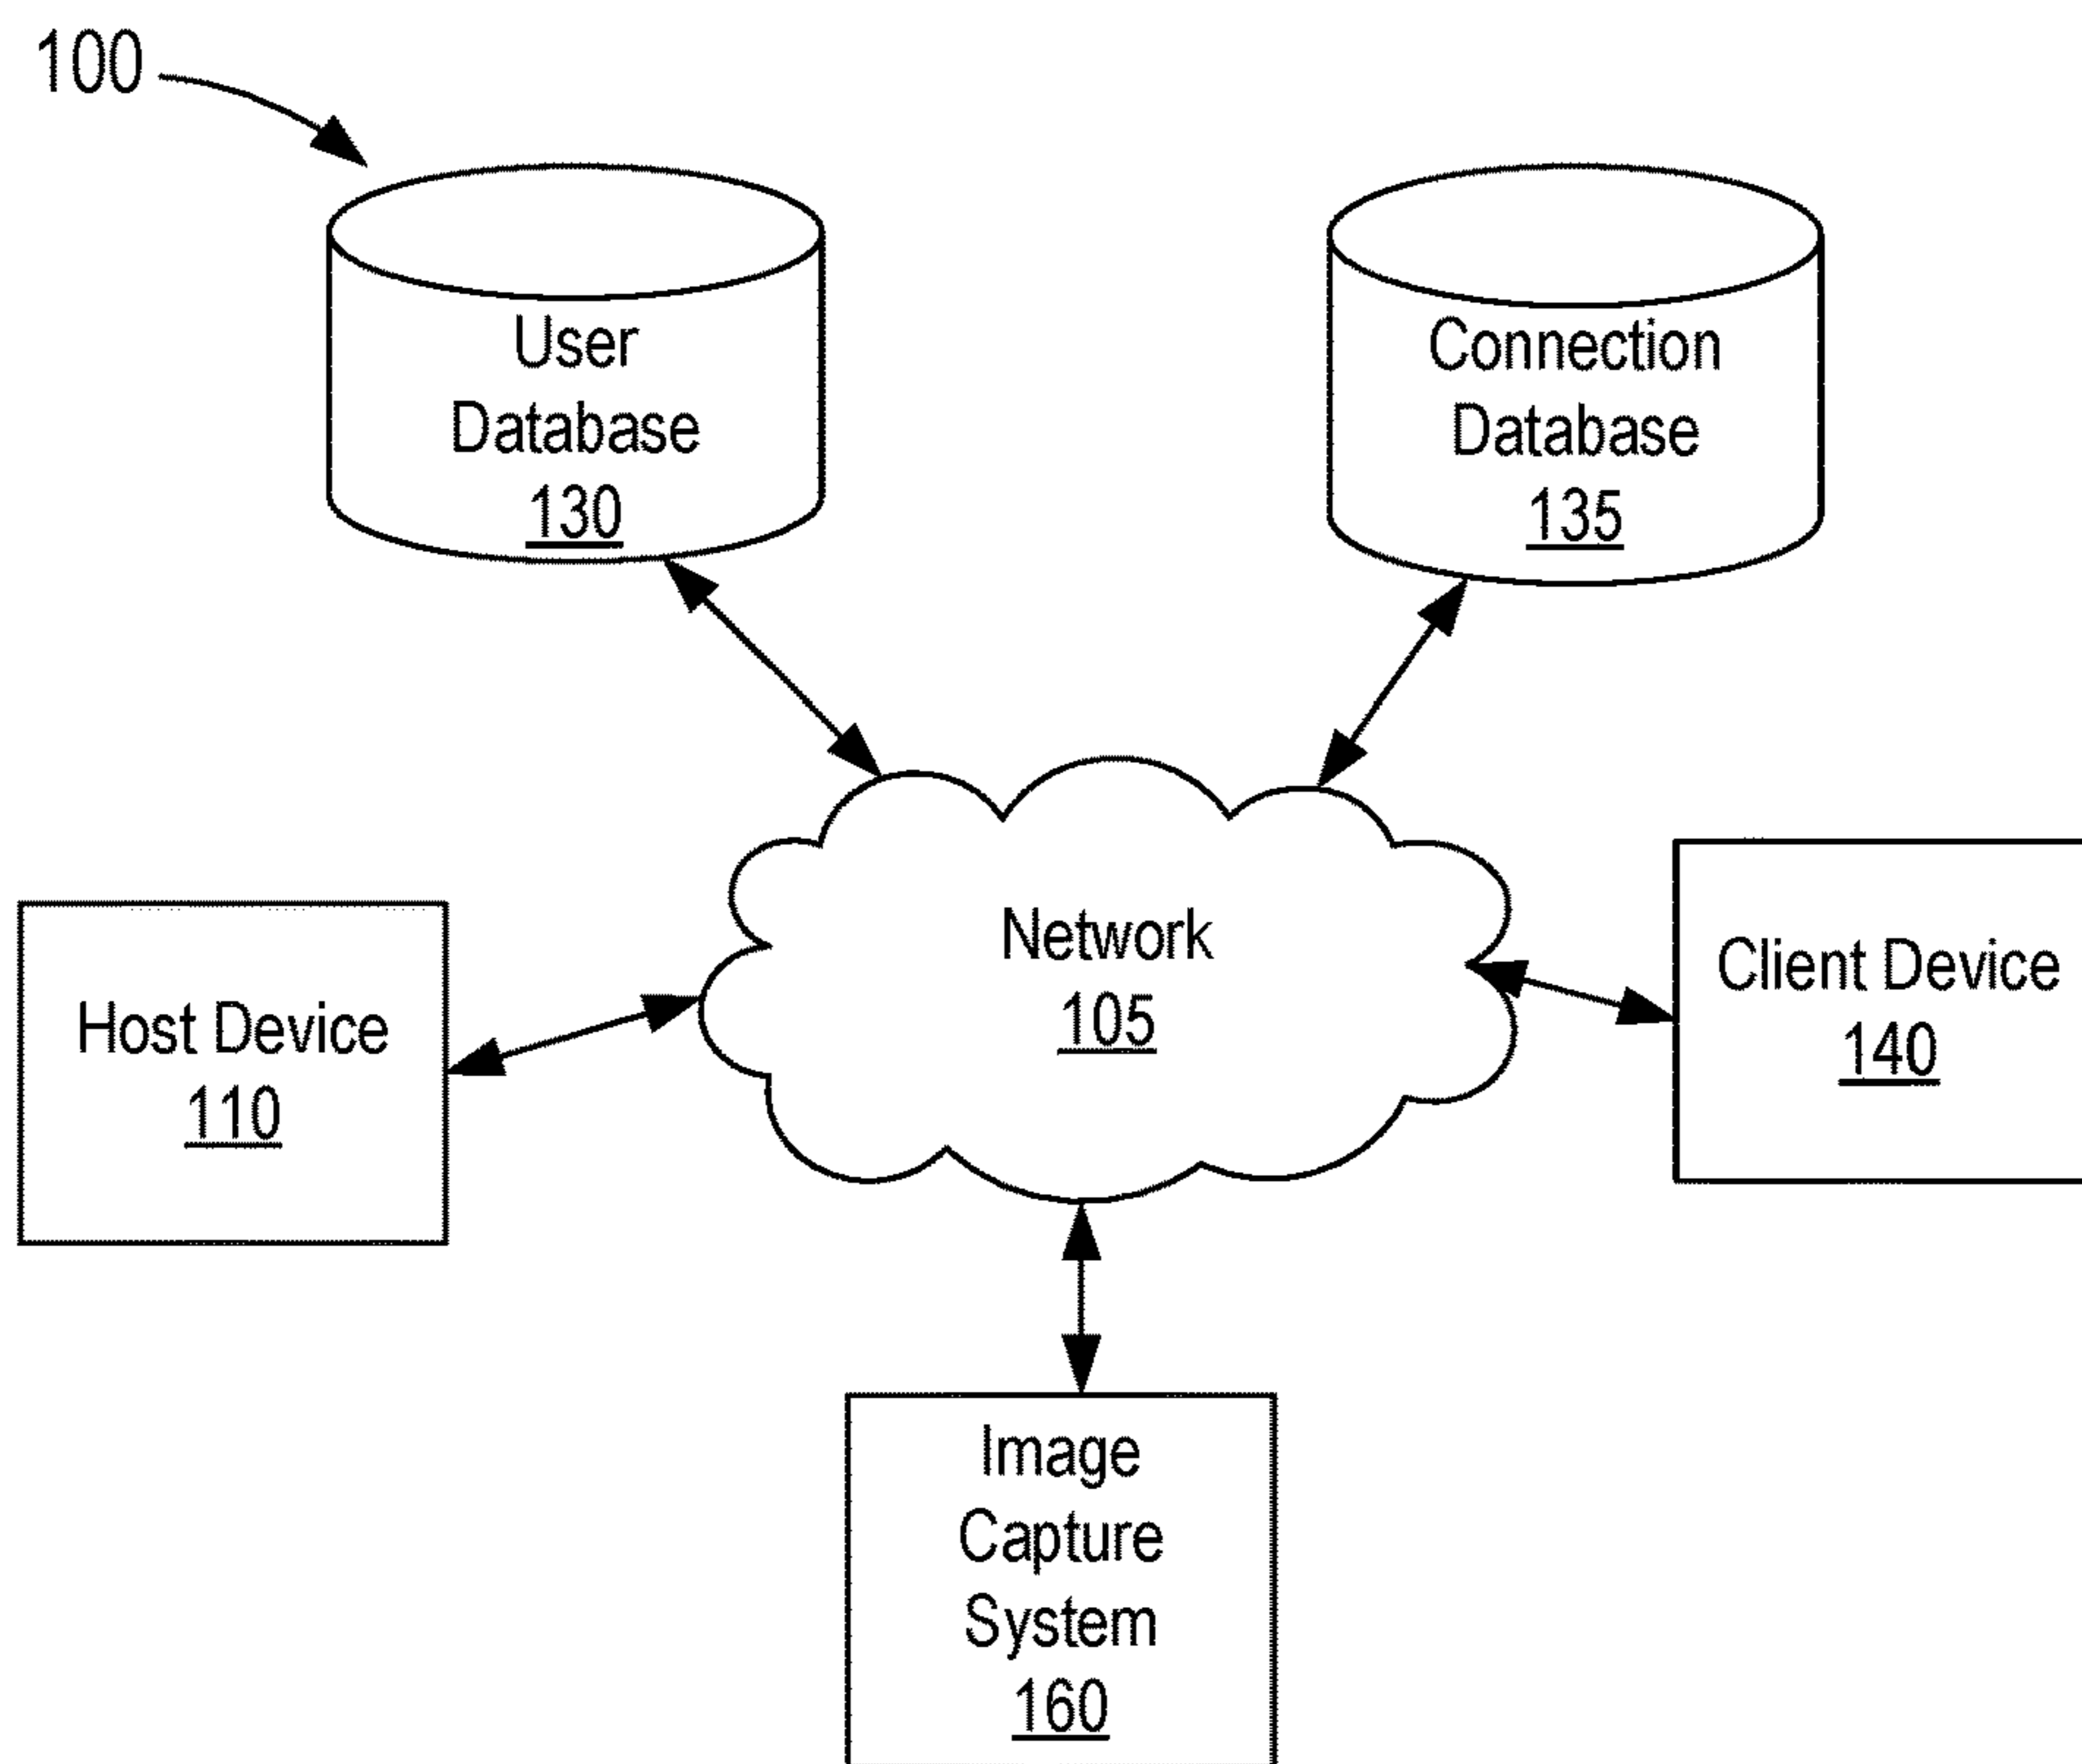 100
User
Database
130
Connection
Database
135
Network
105
Host Device
110
Client Device
140
Image
Capture
System
160